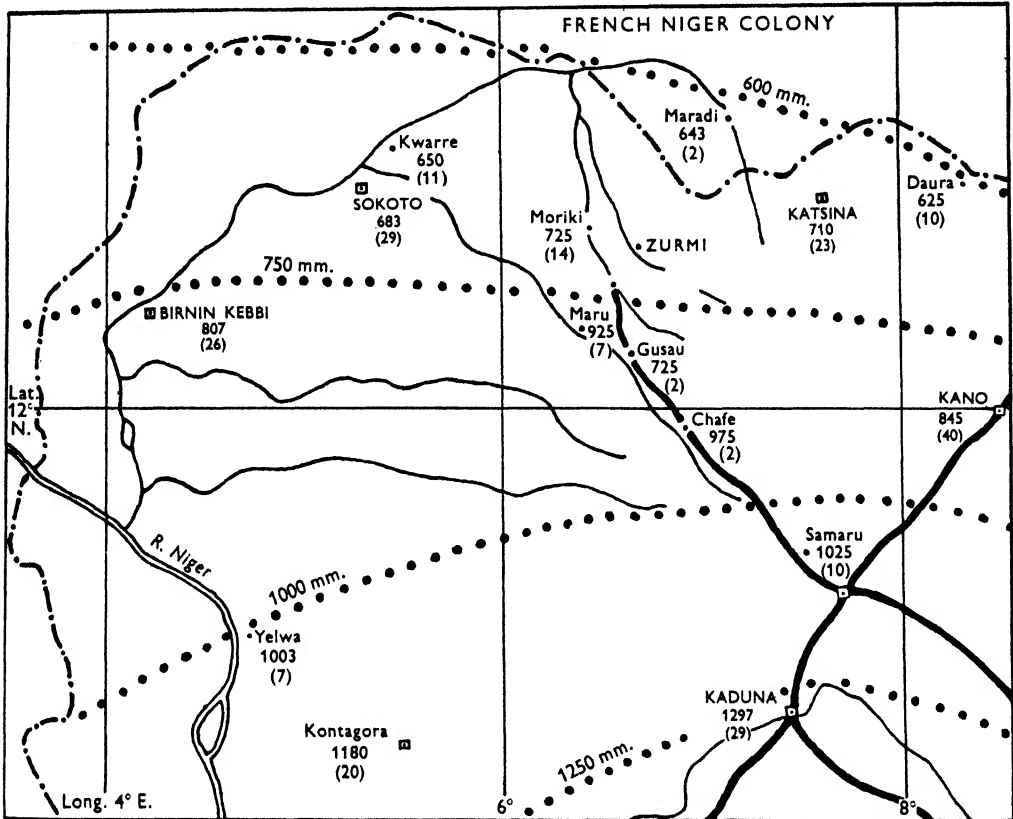 FRENCH NIGER COLONY
600 mm.
Maradi
643
(2)
Kwarre
650
(11)
SOKOTO
683
(29)
Daura
625
(10)
KATSINA
710
(23)
Moriki
725
(14)
ZURMI
750 mm.
BIRNIN KEBBI
807
(26)
Maru
925
(7)
Gusau
725
(2)
Lat.
12°
N.
KANO
845
(40)
Chafe
975
(2)
R. Niger
Samaru
1025
(10)
1000 mm.
Yelwa
1003
(7)
KADUNA
1297
(29)
Kontagora
1180
(20)
1250 mm.
Long. 4° E.
6°
8°